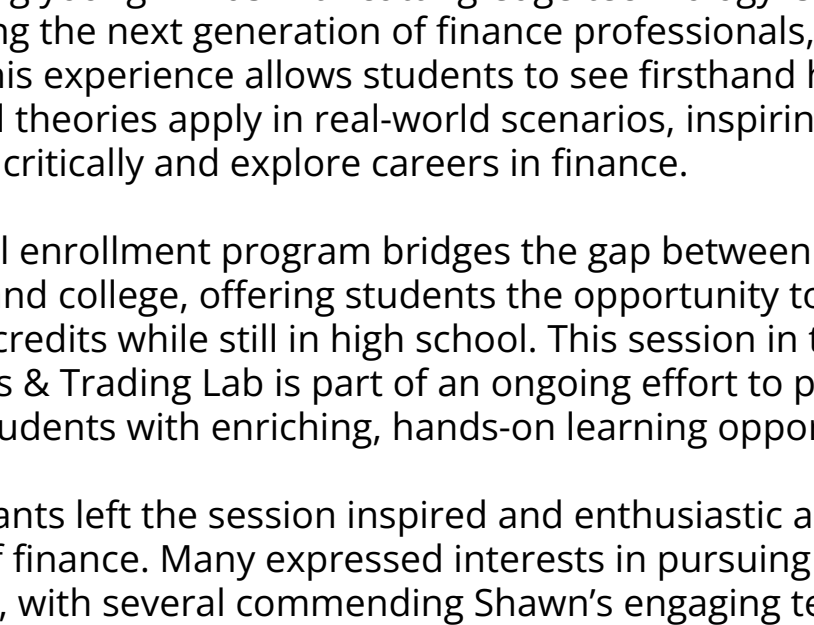 ng the next generation of finance professionals,
his experience allows students to see firsthand
theories apply in real-world scenarios, inspirin
critically and explore careers in finance.
l enrollment program bridges the gap between
nd college, offering students the opportunity to
credits while still in high school. This session in t
s & Trading Lab is part of an ongoing effort to p
udents with enriching, hands-on learning oppor
ants left the session inspired and enthusiastic a
f finance. Many expressed interests in pursuing
, with several commending Shawn’s engaging te